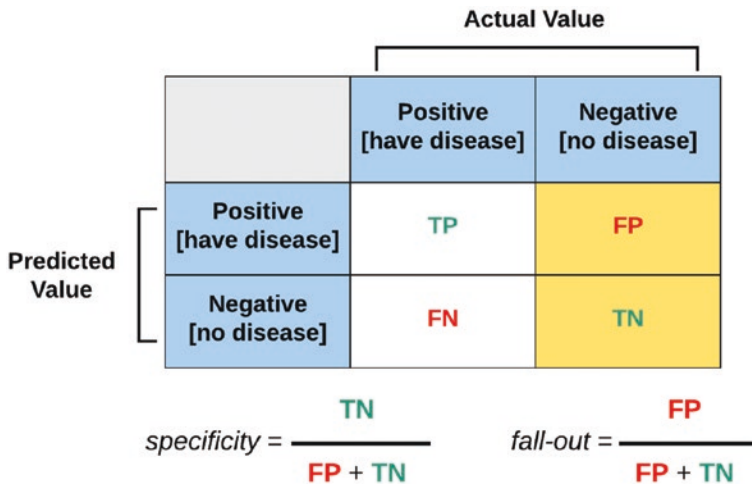 Actual Value
Positive
[have disease]
Negative
[no disease]
Predicted
Value
Positive
[have disease]
TP
FP
Negative
[no disease]
FN
TN
specificity = TN
FP + TN
fall-out = FP
FP + TN